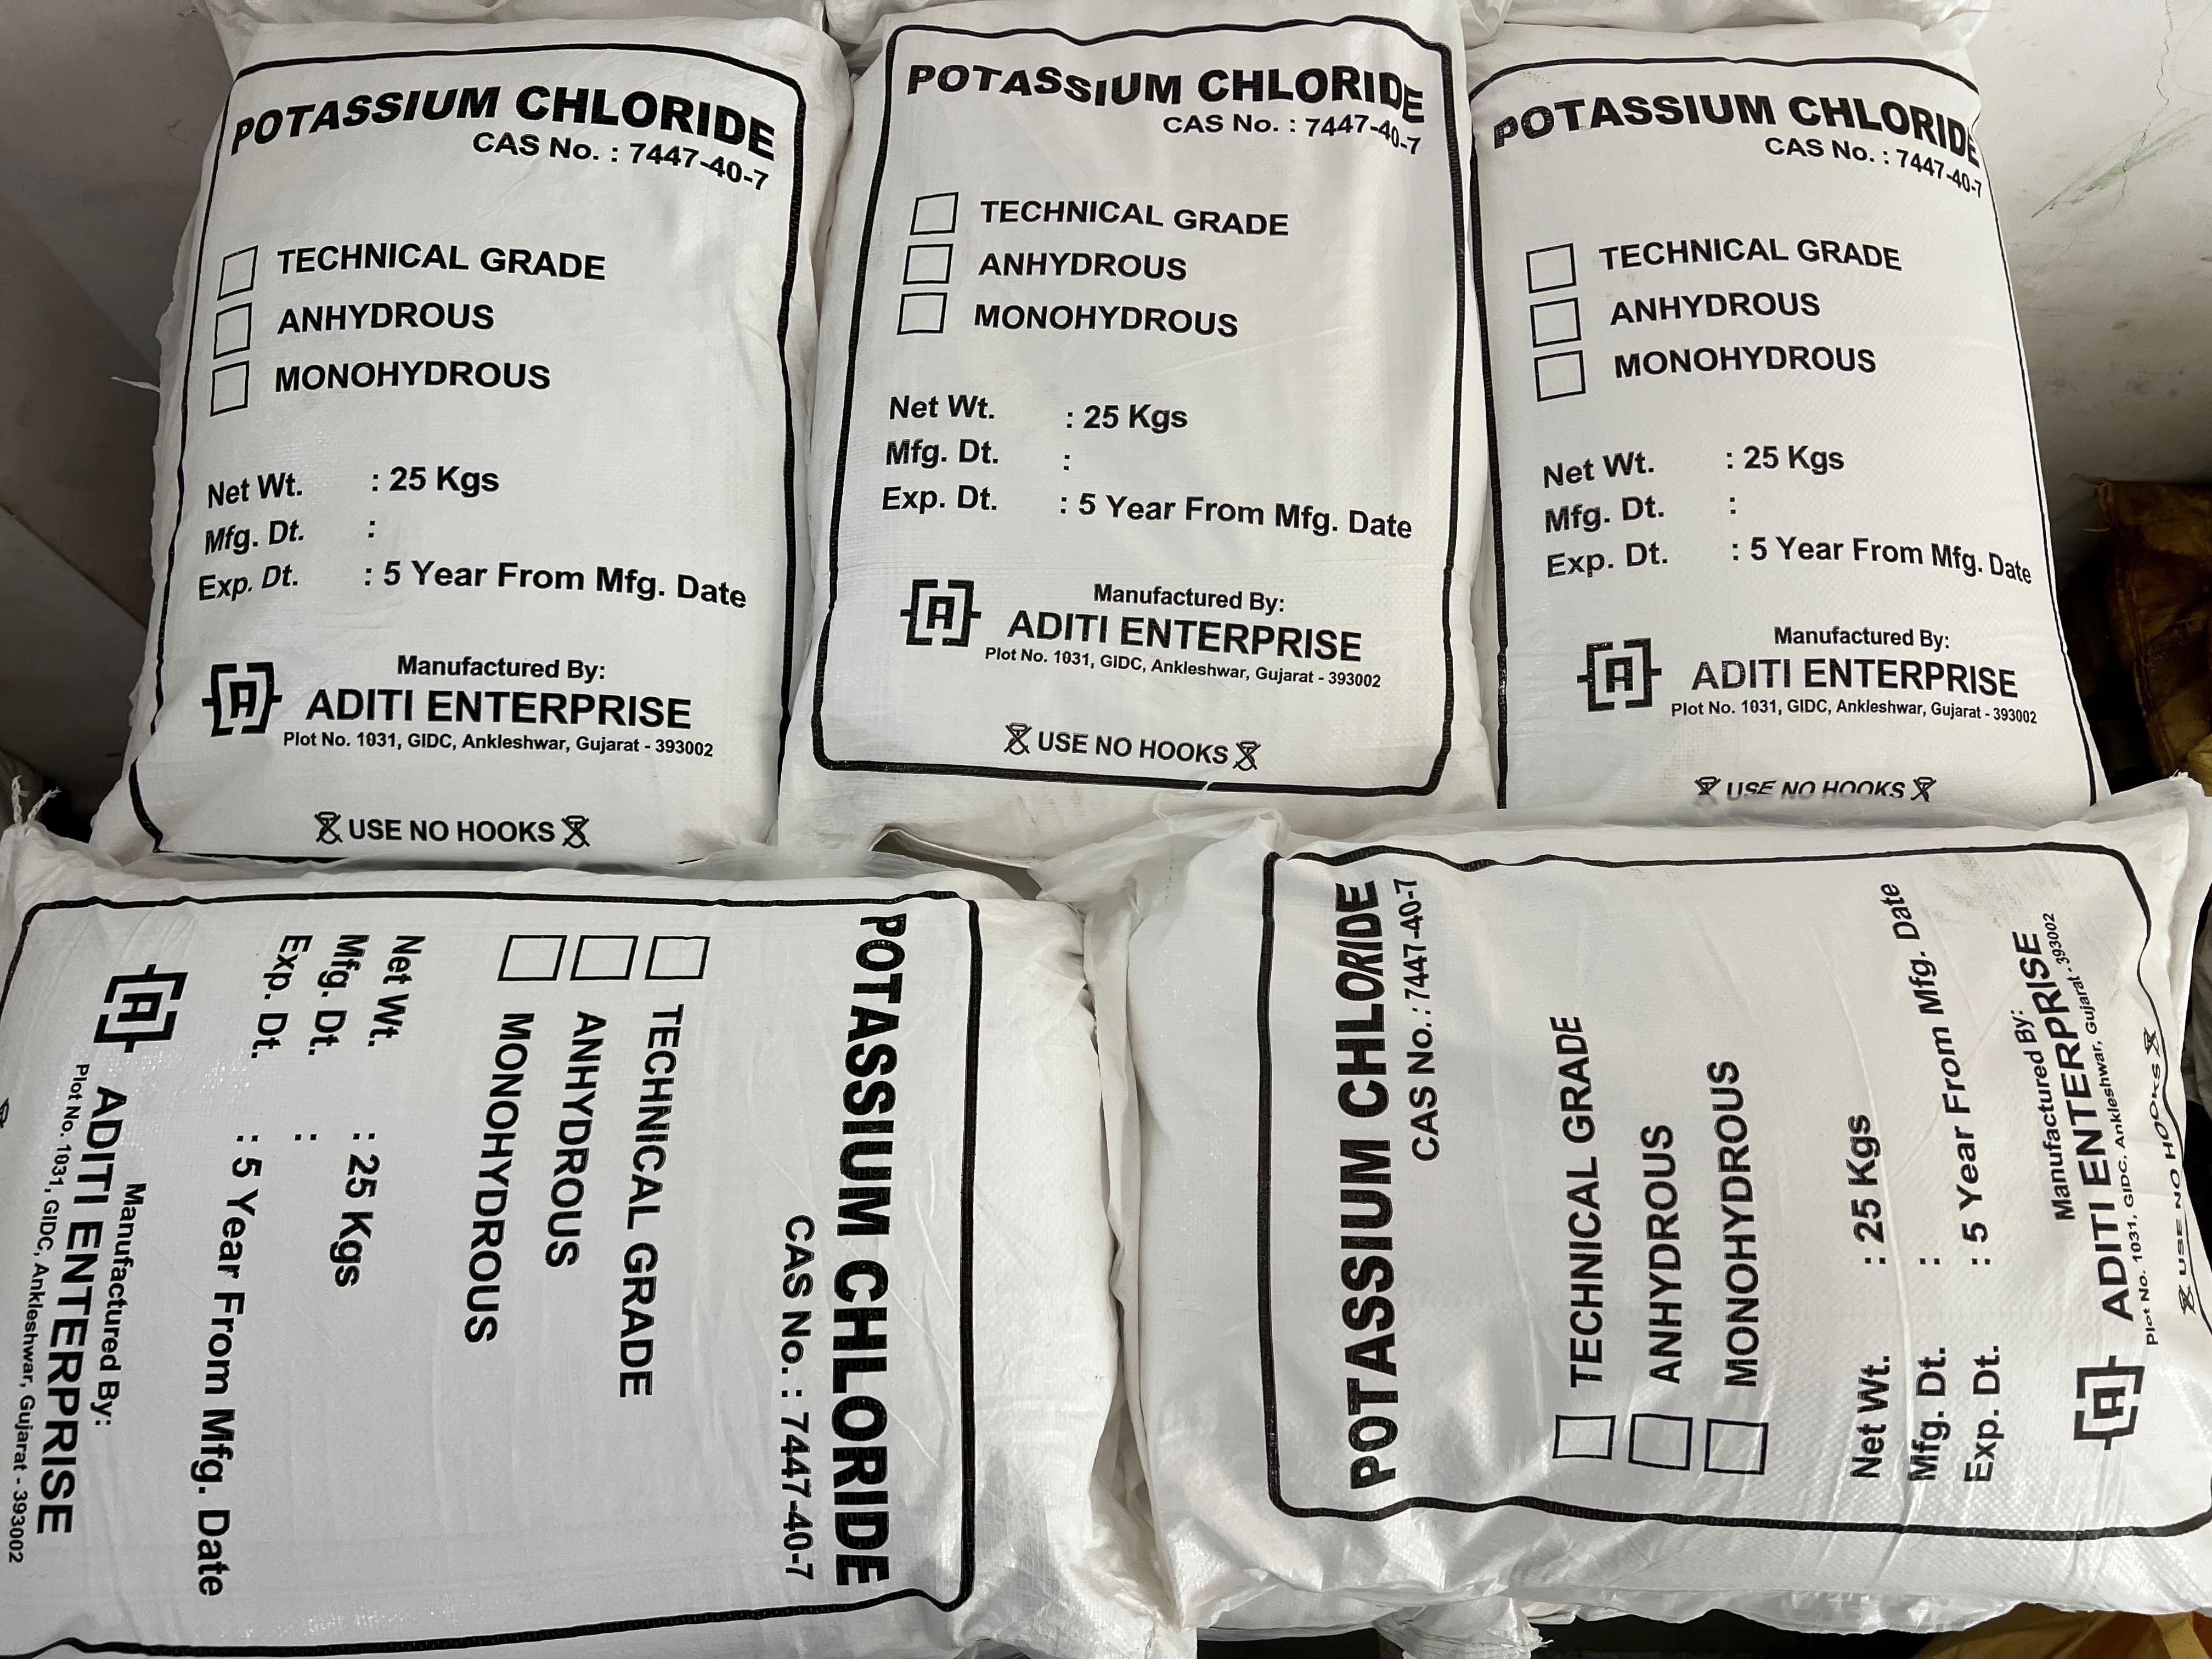 POTASSIUM CHLORIDE
CAS No. : 7447-40-7
TECHNICAL GRADE
ANHYDROUS
MONOHYDROUS
Net Wt. : 25 Kgs
Mfg. Dt. :
Exp. Dt. : 5 Year From Mfg. Date
Manufactured By:
A
ADITI ENTERPRISE
Plot No. 1031, GIDC, Ankleshwar, Gujarat - 393002
USE NO HOOKS
POTASSIUM CHLORIDE
CAS No. : 7447-40-7
TECHNICAL GRADE
ANHYDROUS
MONOHYDROUS
Net Wt. : 25 Kgs
Mfg. Dt. :
Exp. Dt. : 5 Year From Mfg. Date
Manufactured By:
A
ADITI ENTERPRISE
Plot No. 1031, GIDC, Ankleshwar, Gujarat - 393002
USE NO HOOKS
POTASSIUM CHLORIDE
CAS No. : 7447-40-7
TECHNICAL GRADE
ANHYDROUS
MONOHYDROUS
Net Wt. : 25 Kgs
Mfg. Dt. :
Exp. Dt. : 5 Year From Mfg. Date
Manufactured By:
A
ADITI ENTERPRISE
Plot No. 1031, GIDC, Ankleshwar, Gujarat - 393002
USE NO HOOKS
POTASSIUM CHLORIDE
CAS No. : 7447-40-7
TECHNICAL GRADE
ANHYDROUS
MONOHYDROUS
Net Wt. : 25 Kgs
Mfg. Dt. :
Exp. Dt. : 5 Year From Mfg. Date
Manufactured By:
A
ADITI ENTERPRISE
Plot No. 1031, GIDC, Ankleshwar, Gujarat - 393002
POTASSIUM CHLORIDE
CAS No. : 7447-40-7
TECHNICAL GRADE
ANHYDROUS
MONOHYDROUS
Net Wt. : 25 Kgs
Mfg. Dt. :
Exp. Dt. : 5 Year From Mfg. Date
Manufactured By:
A
ADITI ENTERPRISE
Plot No. 1031, GIDC, Ankleshwar, Gujarat - 393002
USE NO HOOKS